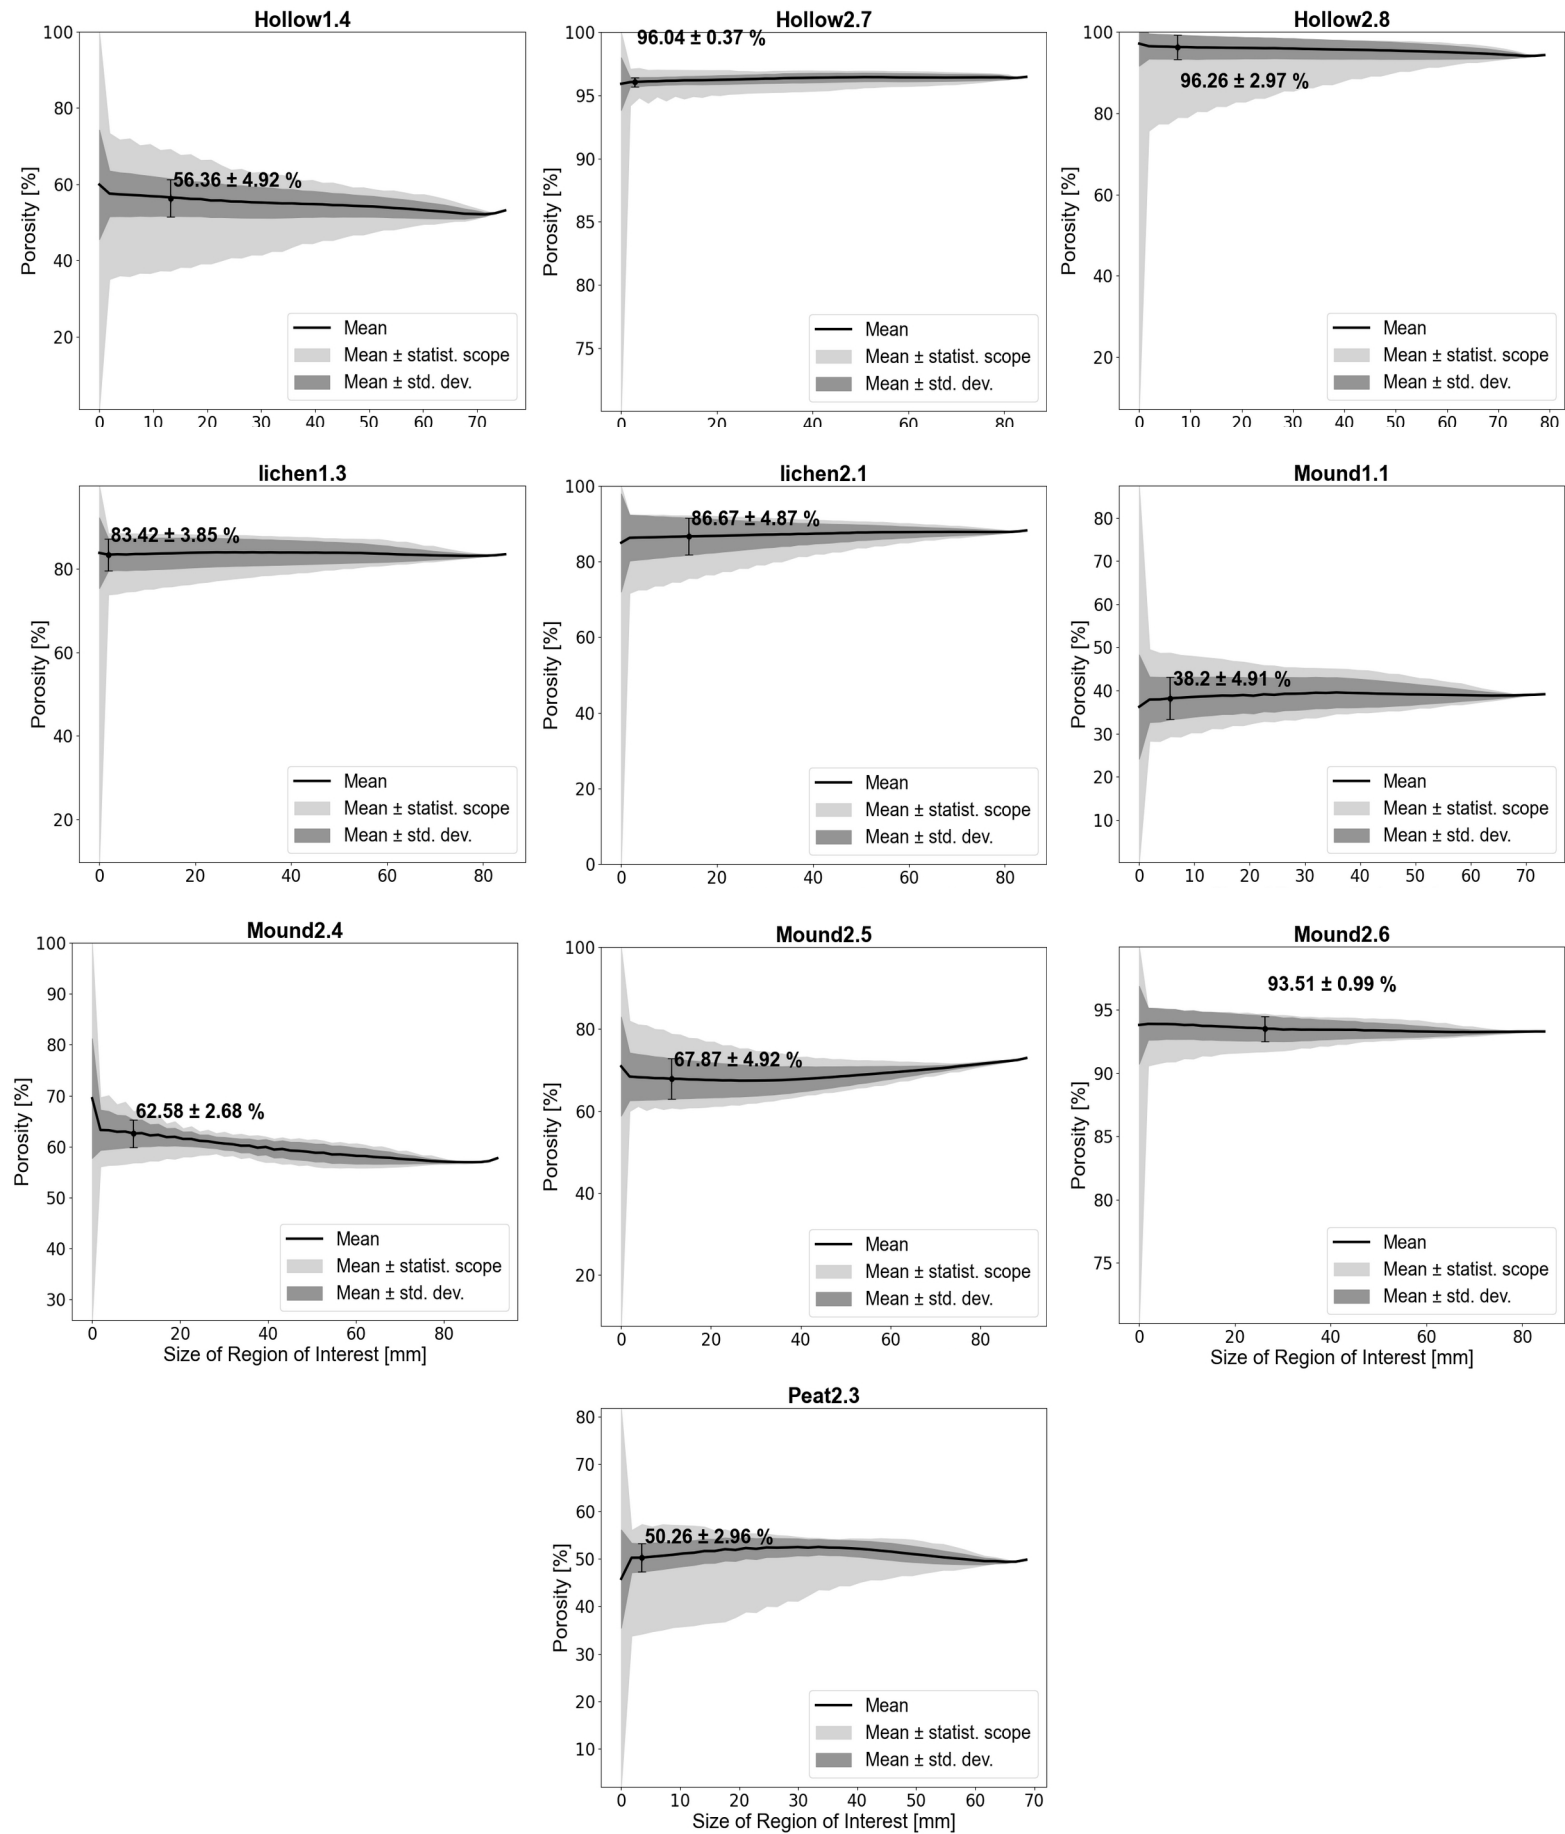 Hollow1.4
100
80
60
40
20
Porosity [%]
56.36 ± 4.92 %
Mean
Mean ± statist. scope
Mean ± std. dev.
0 10 20 30 40 50 60 70
Hollow2.7
100
95
90
85
80
75
Porosity [%]
96.04 ± 0.37 %
Mean
Mean ± statist. scope
Mean ± std. dev.
0 20 40 60 80
Hollow2.8
100
80
60
40
20
Porosity [%]
96.26 ± 2.97 %
Mean
Mean ± statist. scope
Mean ± std. dev.
0 10 20 30 40 50 60 70 80
lichen1.3
80
60
40
20
Porosity [%]
83.42 ± 3.85 %
Mean
Mean ± statist. scope
Mean ± std. dev.
0 20 40 60 80
lichen2.1
100
80
60
40
20
0
Porosity [%]
86.67 ± 4.87 %
Mean
Mean ± statist. scope
Mean ± std. dev.
0 20 40 60 80
Mound1.1
80
70
60
50
40
30
20
10
Porosity [%]
38.2 ± 4.91 %
Mean
Mean ± statist. scope
Mean ± std. dev.
0 10 20 30 40 50 60 70
Mound2.4
100
90
80
70
60
50
40
30
Porosity [%]
62.58 ± 2.68 %
Mean
Mean ± statist. scope
Mean ± std. dev.
0 20 40 60 80
Size of Region of Interest [mm]
Mound2.5
100
80
60
40
20
Porosity [%]
67.87 ± 4.92 %
Mean
Mean ± statist. scope
Mean ± std. dev.
0 20 40 60 80
Mound2.6
95
90
85
80
75
Porosity [%]
93.51 ± 0.99 %
Mean
Mean ± statist. scope
Mean ± std. dev.
0 20 40 60 80
Size of Region of Interest [mm]
Peat2.3
80
70
60
50
40
30
20
10
Porosity [%]
50.26 ± 2.96 %
Mean
Mean ± statist. scope
Mean ± std. dev.
0 10 20 30 40 50 60 70
Size of Region of Interest [mm]